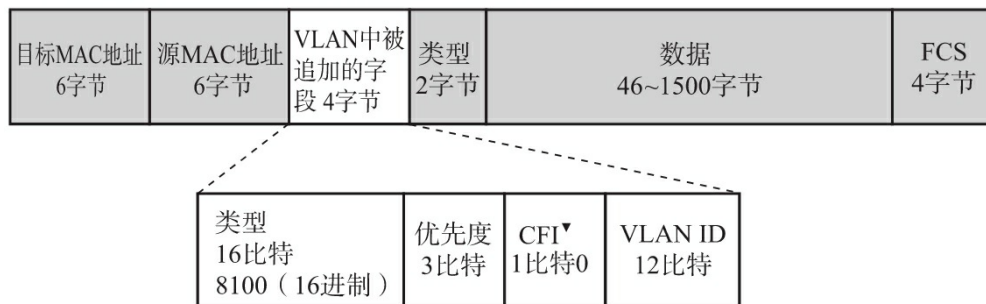 目标MAC地址
6字节
源MAC地址
6字节
VLAN中被
追加的字
段 4字节
类型
2字节
数据
46~1500字节
FCS
4字节
类型
16比特
8100（16进制）
优先度
3比特
CFI▼
1比特0
VLAN ID
12比特